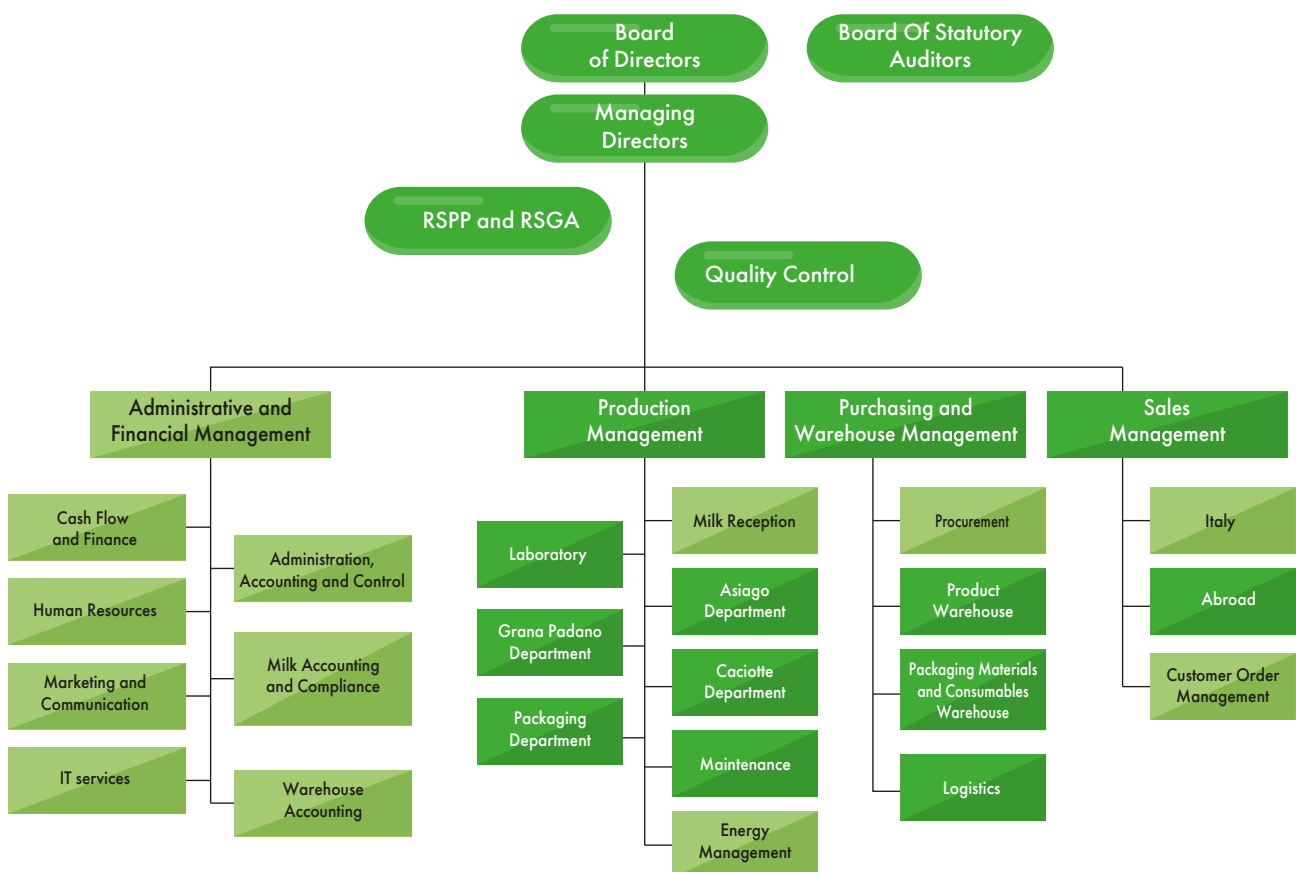 Board
of Directors
Board Of Statutory
Auditors
Managing
Directors
RSPP and RSGA
Quality Control
Administrative and
Financial Management
Production
Management
Purchasing and
Warehouse Management
Sales
Management
Cash Flow
and Finance
Administration,
Accounting and Control
Human Resources
Milk Accounting
and Compliance
Marketing and
Communication
IT services
Warehouse
Accounting
Milk Reception
Laboratory
Asiago
Department
Grana Padano
Department
Caciotte
Department
Packaging
Department
Maintenance
Energy
Management
Procurement
Product
Warehouse
Packaging Materials
and Consumables
Warehouse
Logistics
Italy
Abroad
Customer Order
Management